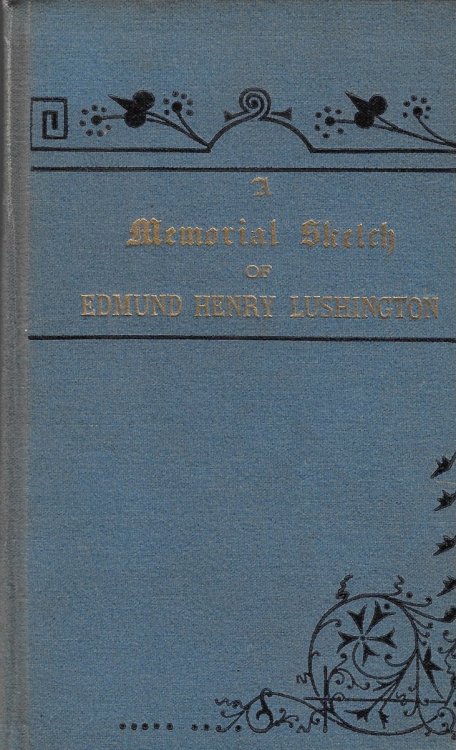 A
Memorial Sketch
OF
EDMUND HENRY LUSHINGTON